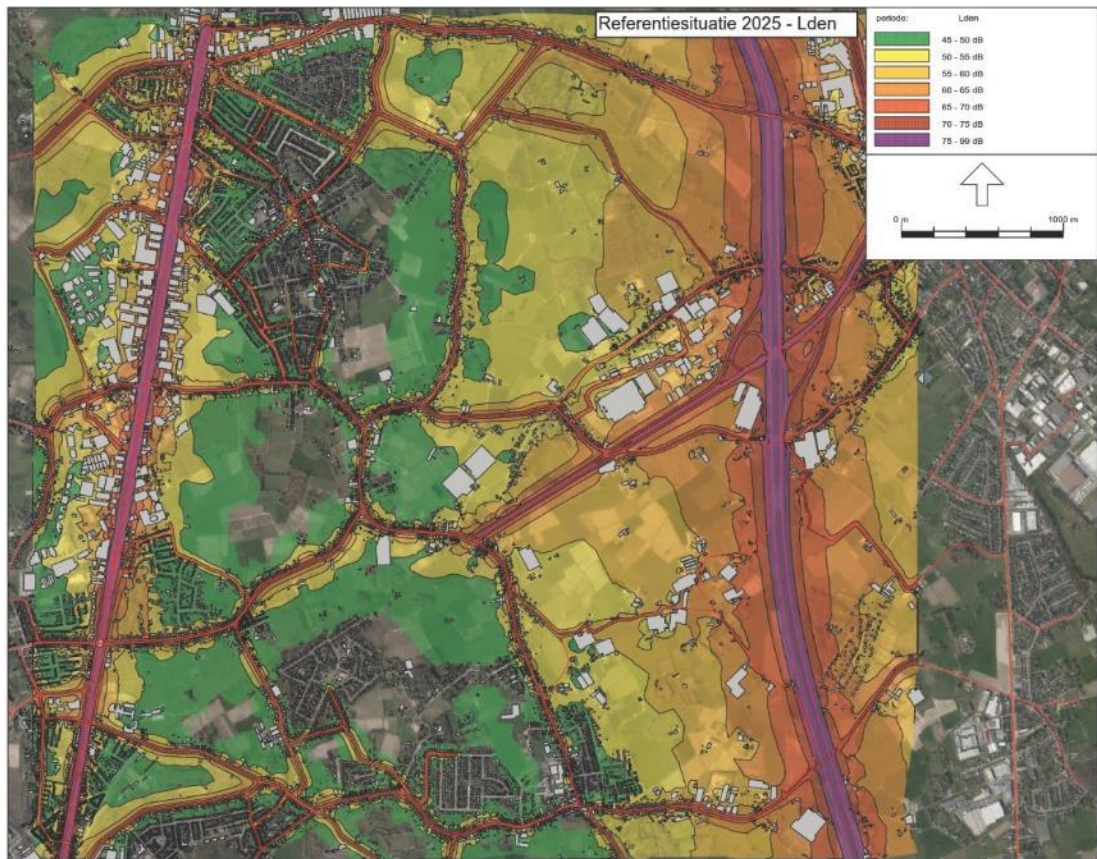 Referentiesituatie 2025 - Lden
periode: Lden
45 - 50 dB
50 - 55 dB
55 - 60 dB
60 - 65 dB
65 - 70 dB
70 - 75 dB
75 - 99 dB
0 m 1000 m